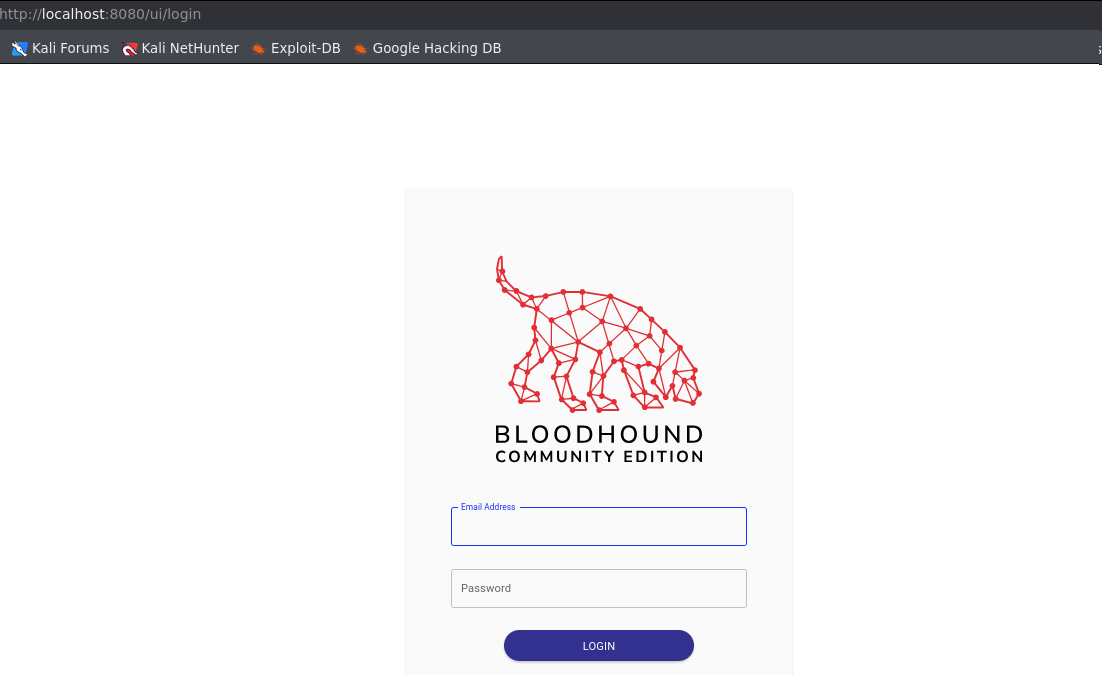 http://localhost:8080/ui/login
Kali Forums Kali NetHunter Exploit-DB Google Hacking DB
BLOODHOUND
COMMUNITY EDITION
Email Address
Password
LOGIN